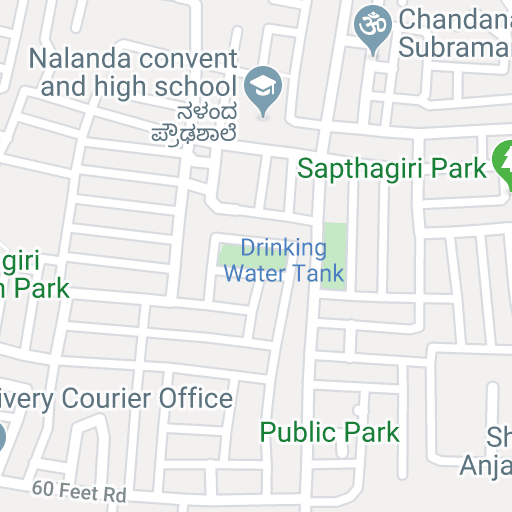 Chandana
Subramar
Nalanda convent
and high school
ನಳಂದ
ಪ್ರೌಢಶಾಲೆ
Sapthagiri Park
Drinking
Water Tank
giri
n Park
ivery Courier Office
Public Park
Sh
Anja
60 Feet Rd